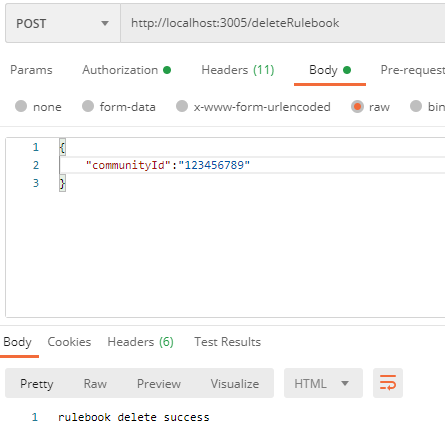 POST http://localhost:3005/deleteRulebook
Params Authorization Headers (11) Body Pre-request
none form-data x-www-form-urlencoded raw bin
1 {
2 "communityId":"123456789"
3 }
Body Cookies Headers (6) Test Results
Pretty Raw Preview Visualize HTML
1 rulebook delete success